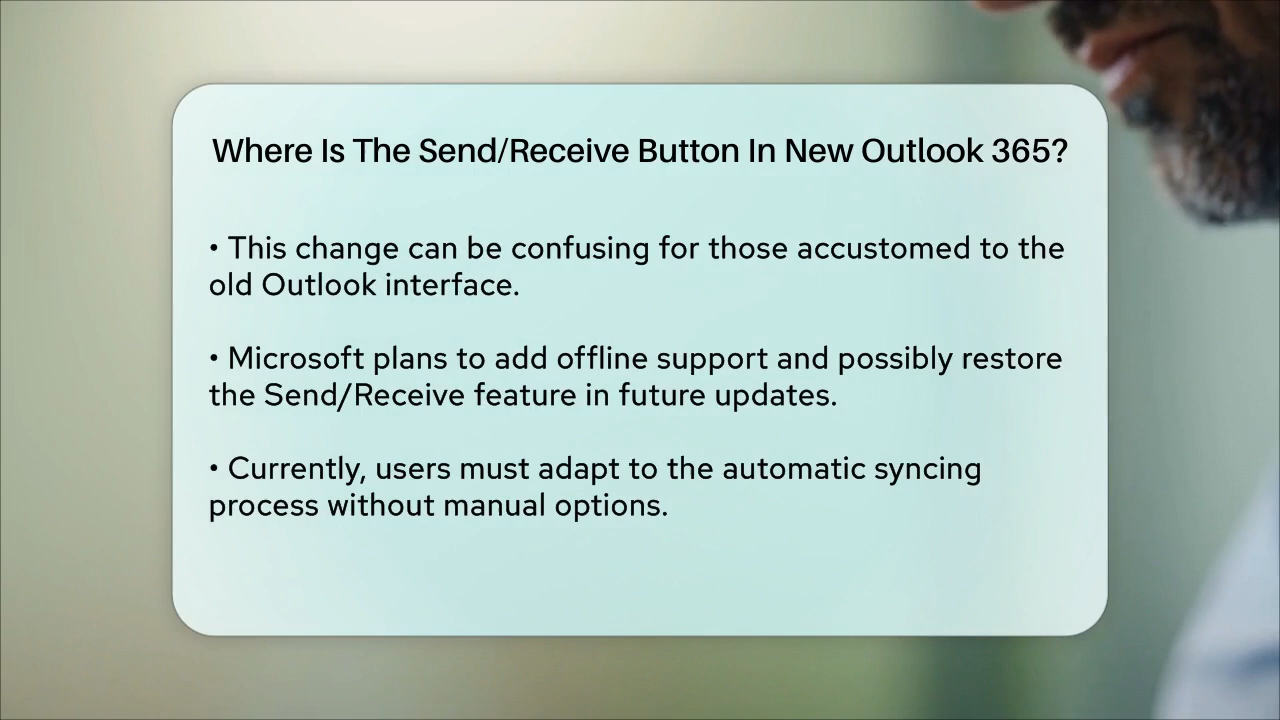 Where Is The Send/Receive Button In New Outlook 365?
• This change can be confusing for those accustomed to the
old Outlook interface.
• Microsoft plans to add offline support and possibly restore
the Send/Receive feature in future updates.
• Currently, users must adapt to the automatic syncing
process without manual options.